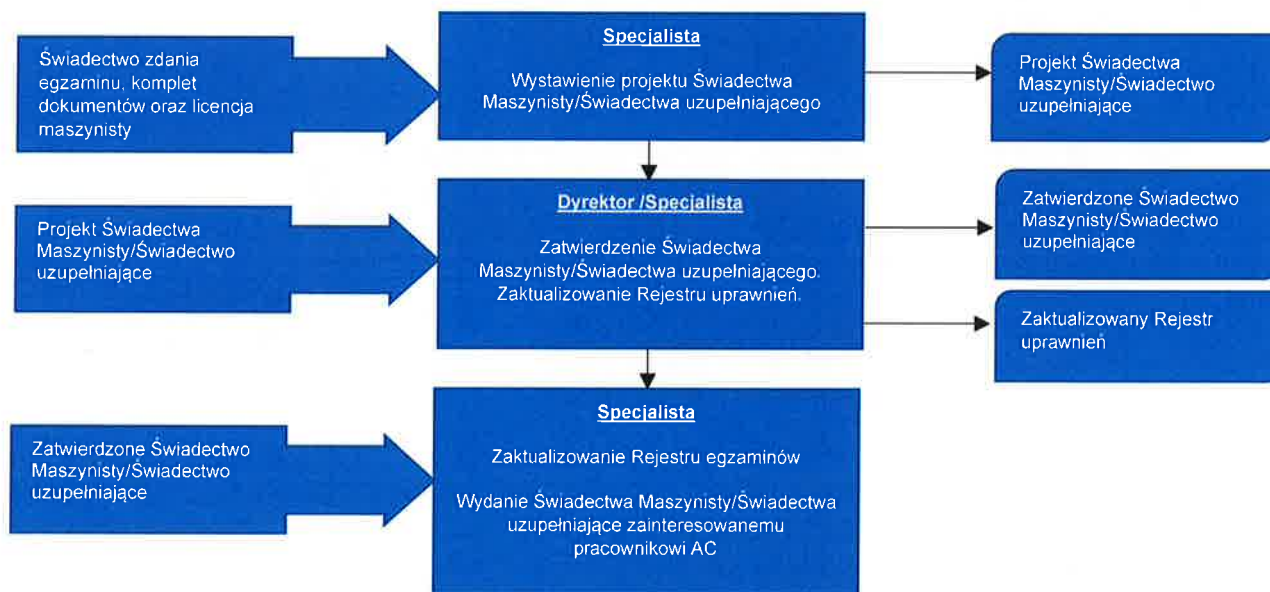 Świadectwo zdania
egzaminu, komplet
dokumentów oraz licencja
maszynisty
Specjalista
Wystawienie projektu Świadectwa
Maszynisty/Świadectwa uzupełniającego
Projekt Świadectwa
Maszynisty/Świadectwo
uzupełniające
Projekt Świadectwa
Maszynisty/Świadectwo
uzupełniające
Dyrektor /Specjalista
Zatwierdzenie Świadectwa
Maszynisty/Świadectwa uzupełniającego.
Zaktualizowanie Rejestru uprawnień.
Zatwierdzone Świadectwo
Maszynisty/Świadectwo
uzupełniające
Zaktualizowany Rejestr
uprawnień
Zatwierdzone Świadectwo
Maszynisty/Świadectwo
uzupełniające
Specjalista
Zaktualizowanie Rejestru egzaminów
Wydanie Świadectwa Maszynisty/Świadectwa
uzupełniające zainteresowanemu
pracownikowi AC